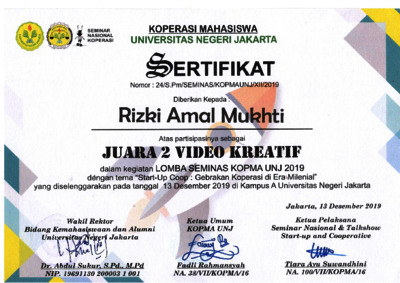 SEMINAR
NASIONAL
KOPERASI
KOPERASI MAHASISWA
UNIVERSITAS NEGERI JAKARTA
SERTIFIKAT
Nomor : 24/S.Pm/SEMINAS/KOPMAUNJ/XII/2019
Diberikan Kepada :
Rizki Amal Mukhti
Atas partisipasinya sebagai
JUARA 2 VIDEO KREATIF
dalam kegiatan LOMBA SEMINAS KOPMA UNJ 2019
dengan tema "Start-Up Coop : Gebrakan Koperasi di Era-Milenial"
yang diselenggarakan pada tanggal 13 Desember 2019 di Kampus A Universitas Negeri Jakarta
Jakarta, 13 Desember 2019
Wakil Rektor
Bidang Kemahasiswaan dan Alumni
Universitas Negeri Jakarta
Dr. Abdul Sukur, S.Pd., M.Pd
NIP. 19691130 200003 1 001
Ketua Umum
KOPMA UNJ
Fadli Rahmansyah
NA. 38/VII/KOPMA/16
Ketua Pelaksana
Seminar Nasional & Talkshow
Start-up and Cooperative
Tiara Ayu Suwandhini
NA. 100/VII/KOPMA/16